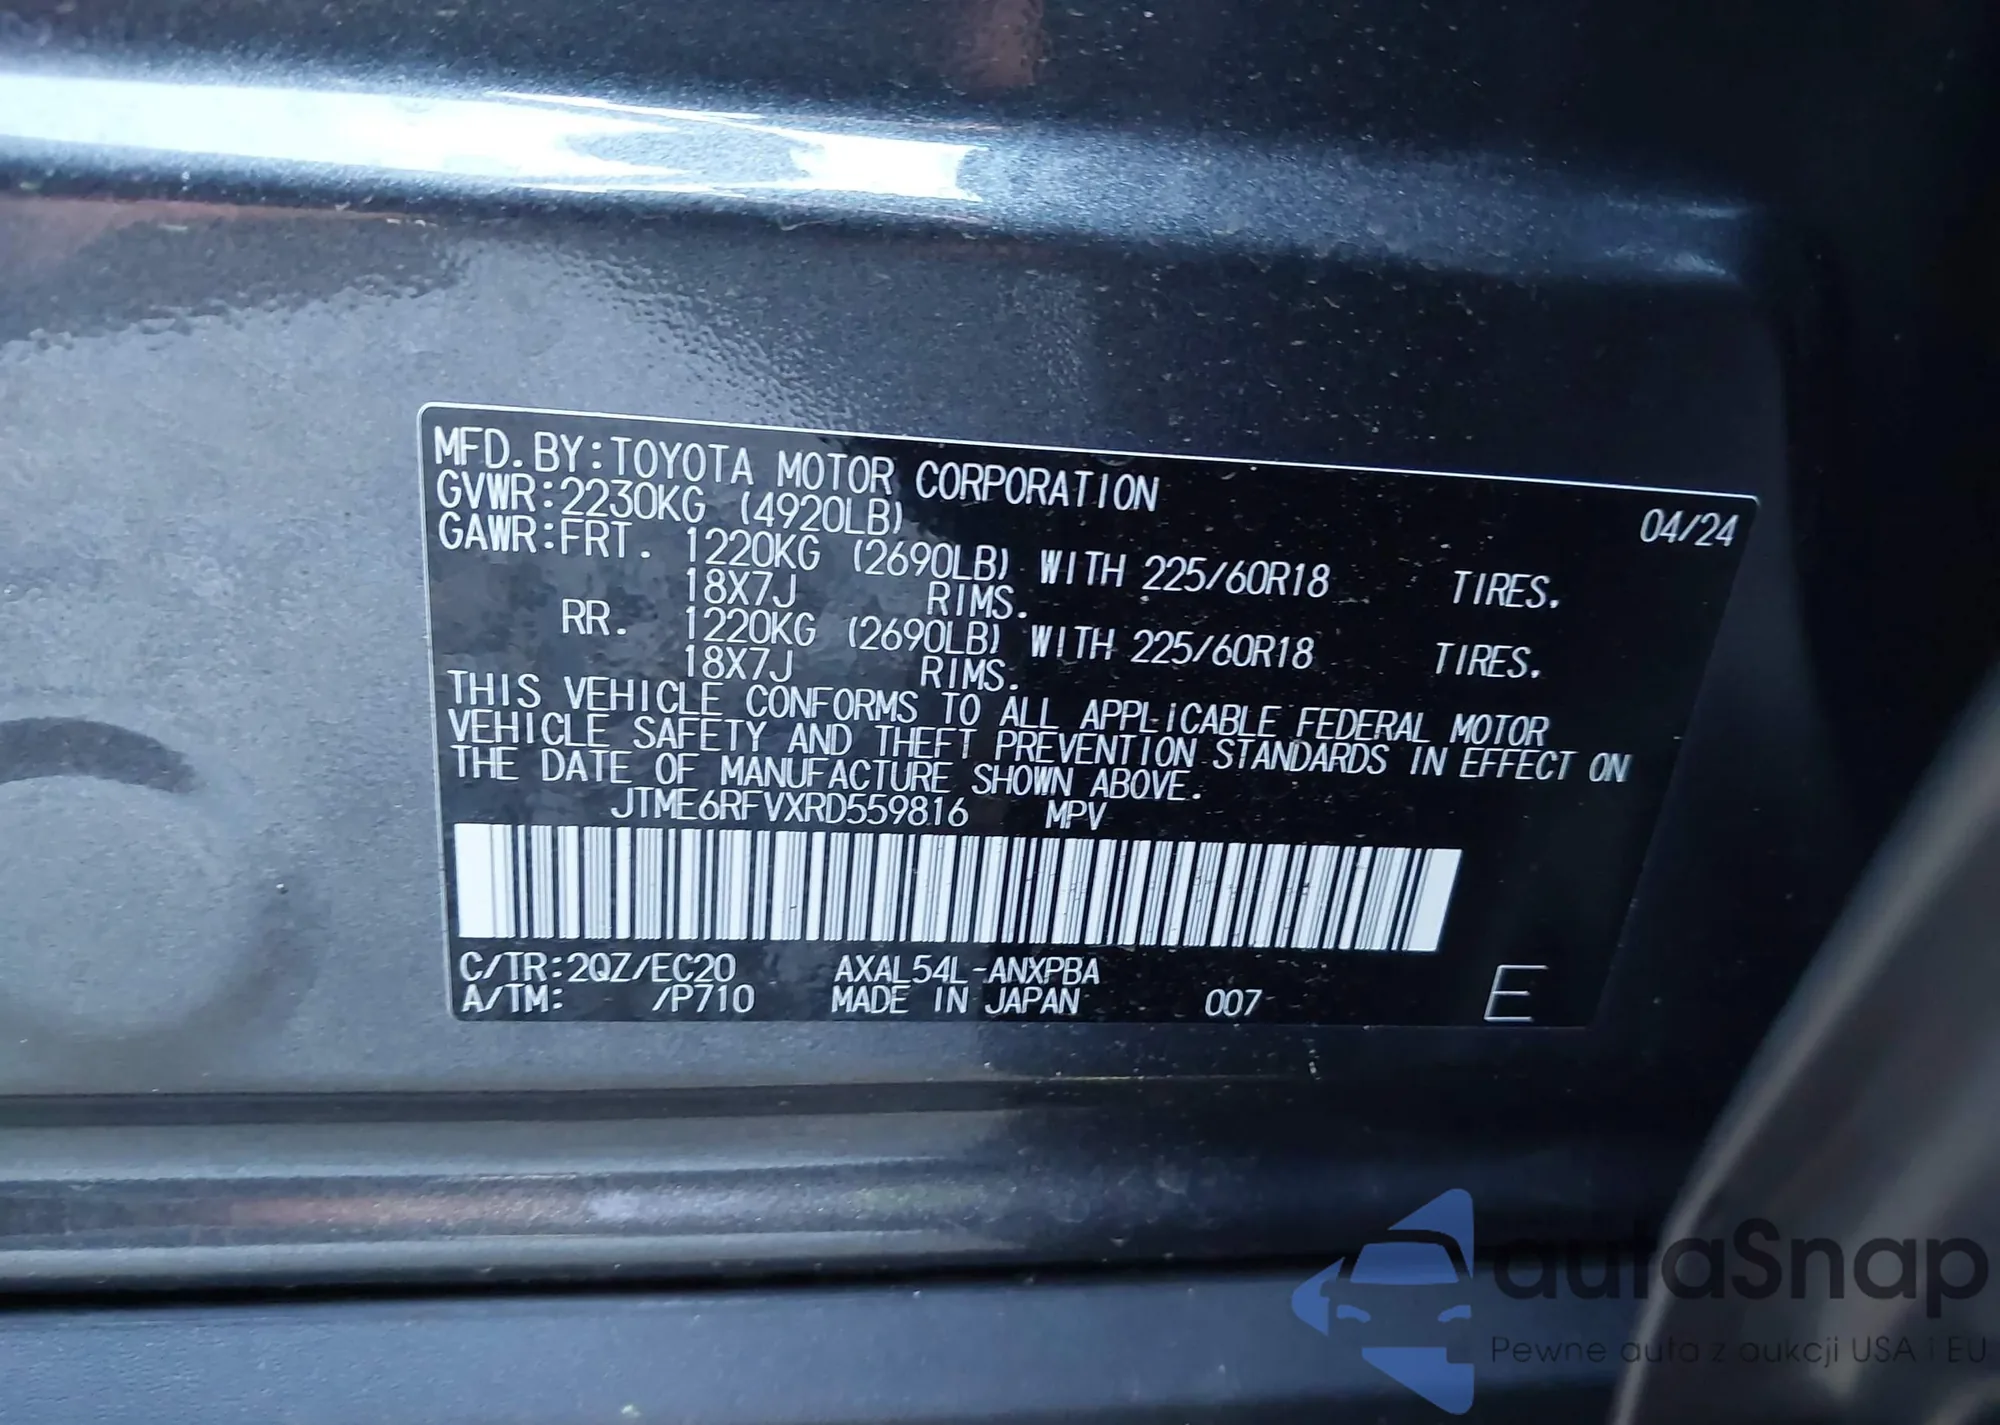 MFD.BY:TOYOTA MOTOR CORPORATION 04/24
GVWR:2230KG (4920LB)
GAWR:FRT. 1220KG (2690LB) WITH 225/60R18 TIRES.
18X7J RIMS.
RR. 1220KG (2690LB) WITH 225/60R18 TIRES.
18X7J RIMS.
THIS VEHICLE CONFORMS TO ALL APPLICABLE FEDERAL MOTOR
VEHICLE SAFETY AND THEFT PREVENTION STANDARDS IN EFFECT ON
THE DATE OF MANUFACTURE SHOWN ABOVE.
JTME6RFVXRD559816 MPV
C/TR:2QZ/EC20 AXAL54L-ANXPBA
A/TM: /P710 MADE IN JAPAN 007 E
autaSnap
Pewne auta z aukcji USA i EU